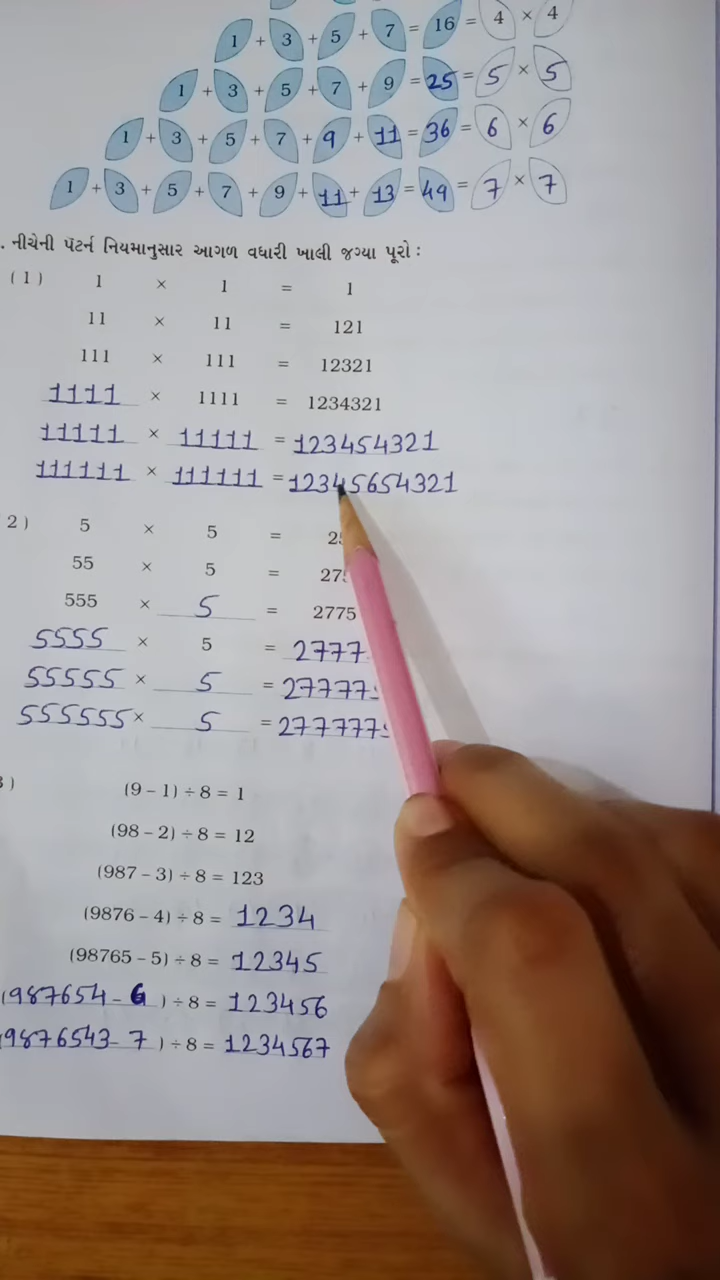 1 + 3 + 5 + 7 = 16 = 4 × 4
1 + 3 + 5 + 7 + 9 = 25 = 5 × 5
1 + 3 + 5 + 7 + 9 + 11 = 36 = 6 × 6
1 + 3 + 5 + 7 + 9 + 11 + 13 = 49 = 7 × 7
. નીચેની પૅટર્ન નિયમાનુસાર આગળ વધારી ખાલી જગ્યા પૂરો :
(1) 1 × 1 = 1
11 × 11 = 121
111 × 111 = 12321
1111 × 1111 = 1234321
11111 × 11111 = 123454321
111111 × 111111 = 12345654321
2) 5 × 5 = 2
55 × 5 = 27
555 × 5 = 2775
5555 × 5 = 2777
55555 × 5 = 27777
555555 × 5 = 277777
) (9 – 1) ÷ 8 = 1
(98 – 2) ÷ 8 = 12
(987 – 3) ÷ 8 = 123
(9876 – 4) ÷ 8 = 1234
(98765 – 5) ÷ 8 = 12345
(987654 - 6 ) ÷ 8 = 123456
9876543 - 7 ) ÷ 8 = 1234567